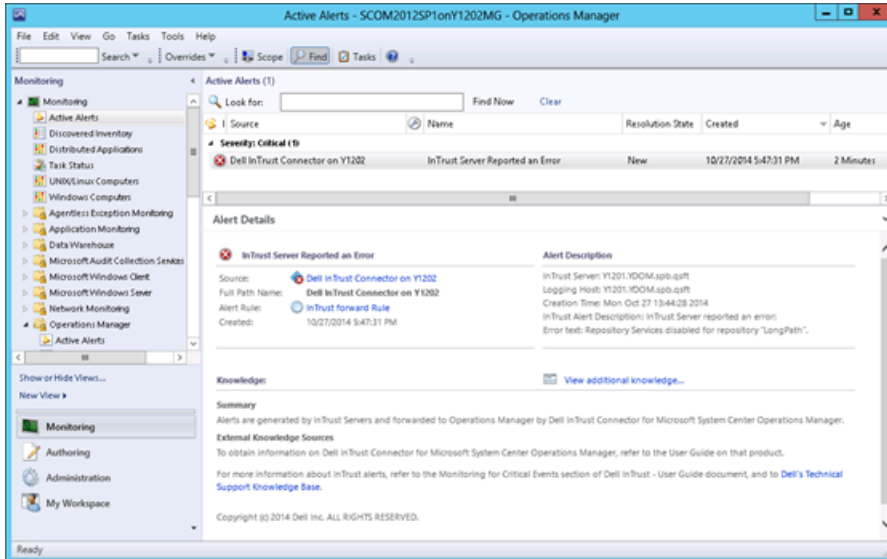 Active Alerts - SCOM2012SP1onY1202MG - Operations Manager
File Edit View Go Tasks Tools Help
Search Overrides Scope Find Tasks
Monitoring
Active Alerts (1)
Monitoring
Active Alerts
Discovered Inventory
Distributed Applications
Task Status
UNIX/Linux Computers
Windows Computers
Agentless Exception Monitoring
Application Monitoring
Data Warehouse
Microsoft Audit Collection Services
Microsoft Windows Client
Microsoft Windows Server
Network Monitoring
Operations Manager
Active Alerts
Show or Hide Views...
New View
Monitoring
Authoring
Administration
My Workspace
Look for: Find Now Clear
I Source Name Resolution State Created Age
Severity: Critical (1)
Dell InTrust Connector on Y1202 InTrust Server Reported an Error New 10/27/2014 5:47:31 PM 2 Minutes
Alert Details
InTrust Server Reported an Error
Source: Dell InTrust Connector on Y1202
Full Path Name: Dell InTrust Connector on Y1202
Alert Rule: InTrust forward Rule
Created: 10/27/2014 5:47:31 PM
Alert Description
InTrust Server: Y1201.YDOM.spb.qsft
Logging Host: Y1201.YDOM.spb.qsft
Creation Time: Mon Oct 27 13:44:28 2014
InTrust Alert Description: InTrust Server reported an error:
Error text: Repository Services disabled for repository "LongPath".
Knowledge:
View additional knowledge...
Summary
Alerts are generated by InTrust Servers and forwarded to Operations Manager by Dell InTrust Connector for Microsoft System Center Operations Manager.
External Knowledge Sources
To obtain information on Dell InTrust Connector for Microsoft System Center Operations Manager, refer to the User Guide on that product.
For more information about InTrust alerts, refer to the Monitoring for Critical Events section of Dell InTrust - User Guide document, and to Dell's Technical
Support Knowledge Base.
Copyright (c) 2014 Dell Inc. ALL RIGHTS RESERVED.
Ready